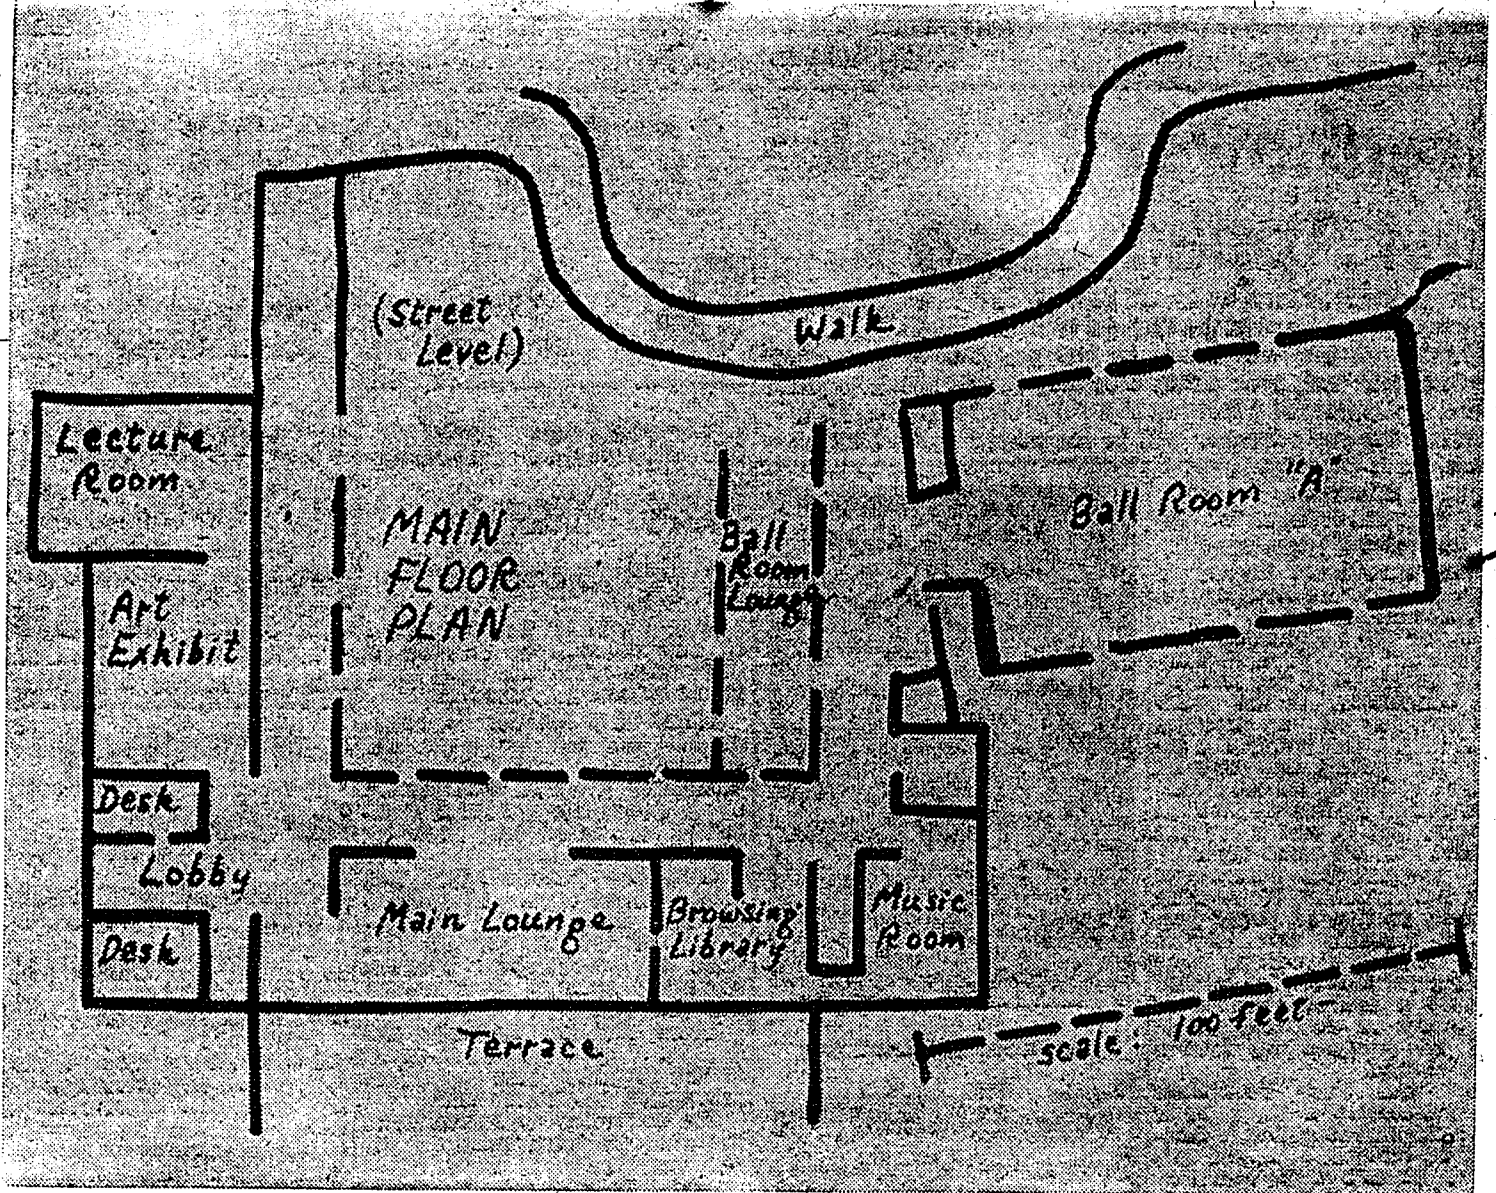 (Street
Level)
Walk
Lecture
Room
Ball Room "A"
MAIN
FLOOR
PLAN
Ball
Room
Lounge
Art
Exhibit
Desk
Lobby
Main Lounge
Browsing
Library
Music
Room
Desk
Terrace
scale: 100 feet